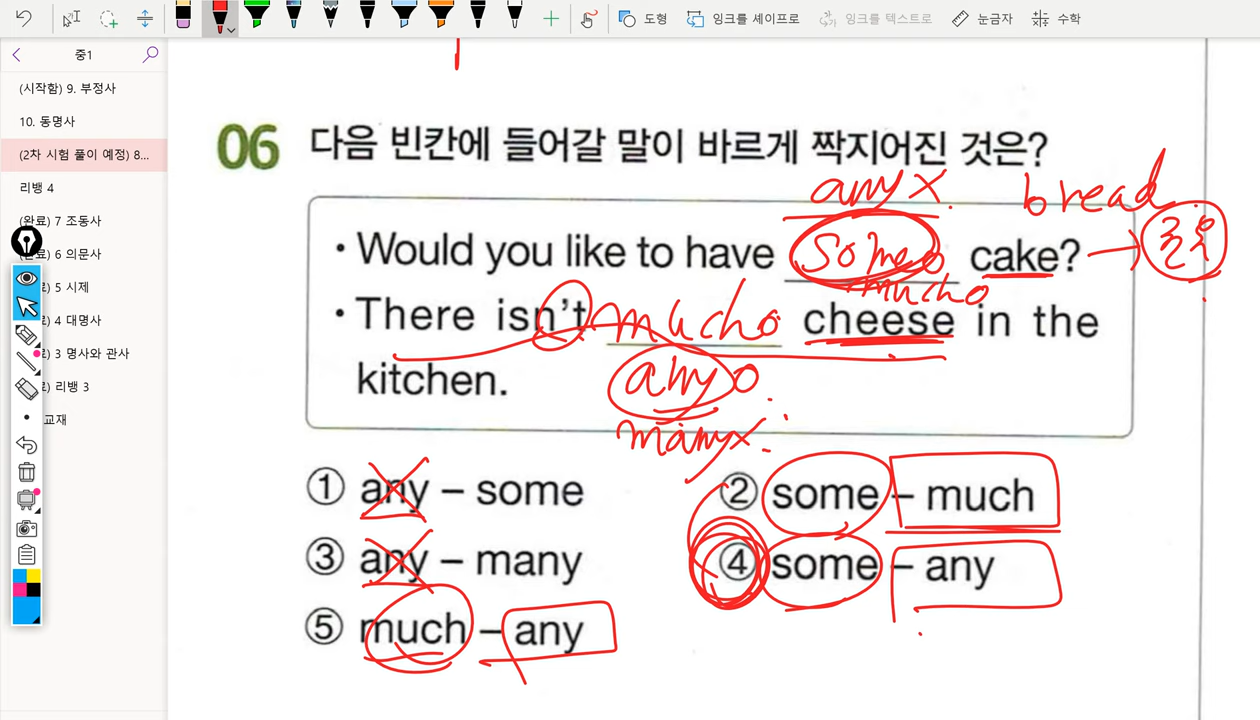 도형
잉크를 셰이프로
잉크를 텍스트로
눈금자
수학
중1
(시작함) 9. 부정사
10. 동명사
(2차 시험 풀이 예정) 8...
리뱅 4
(완료) 7 조동사
6 의문사
5 시제
4 대명사
3 명사와 관사
리뱅 3
교재
06 다음 빈칸에 들어갈 말이 바르게 짝지어진 것은?
any X bread
• Would you like to have some o cake?
much o
• There isn't much o cheese in the
kitchen. any o
many X
① any – some ② some – much
③ any – many ④ some – any
⑤ much – any